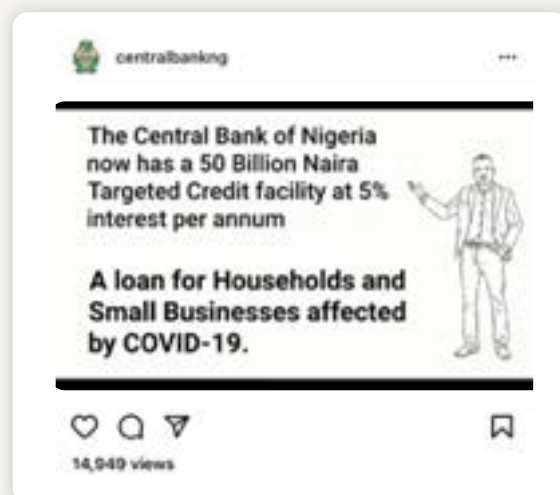 centralbankng
The Central Bank of Nigeria
now has a 50 Billion Naira
Targeted Credit facility at 5%
interest per annum
A loan for Households and
Small Businesses affected
by COVID-19.
14,949 views